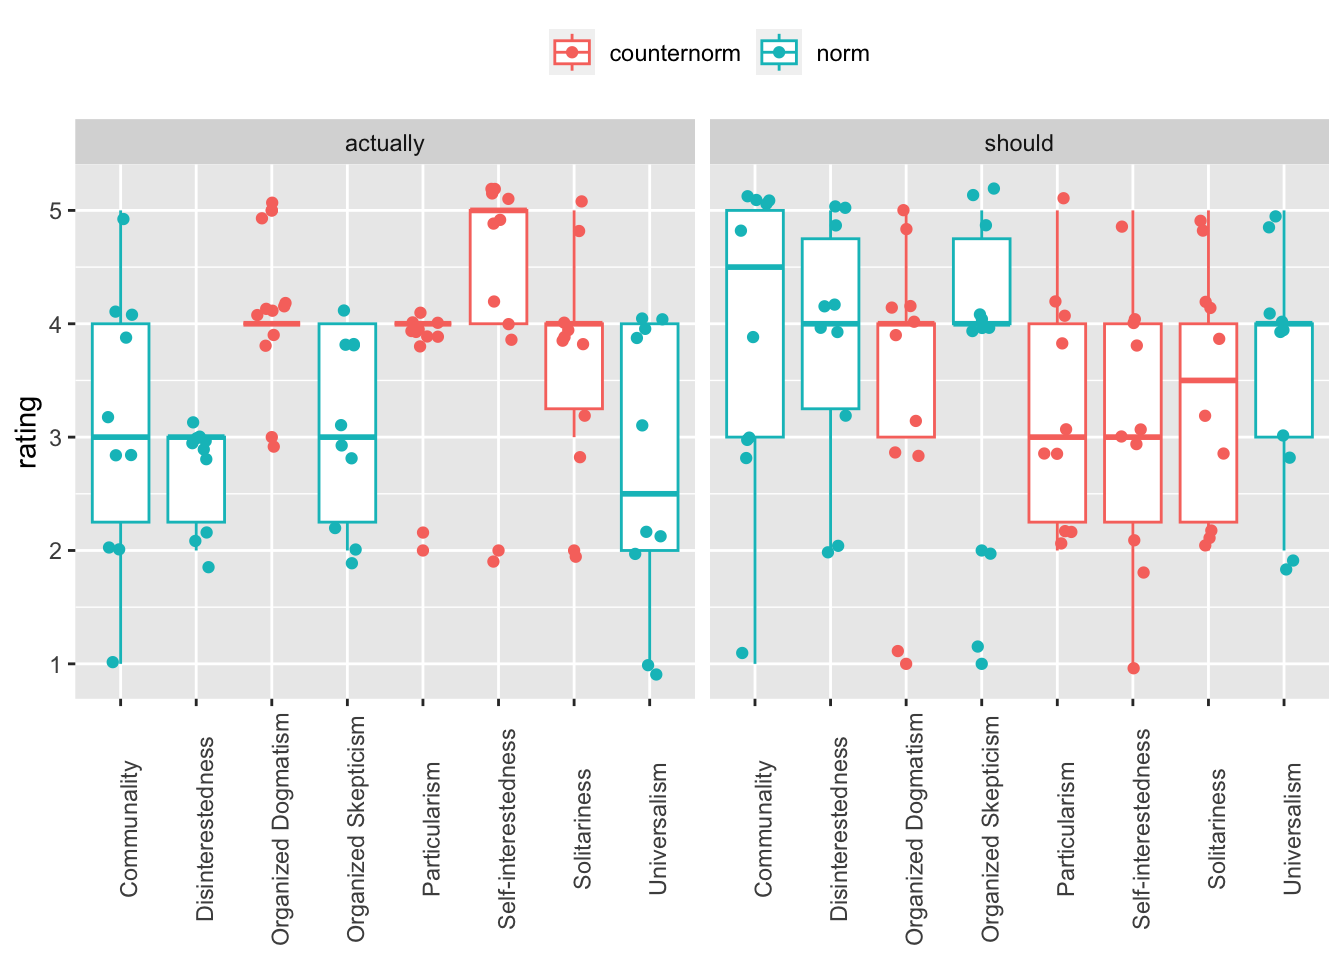 counternorm norm
actually should
rating
5
4
3
2
1
Communality
Disinterestedness
Organized Dogmatism
Organized Skepticism
Particularism
Self-interestedness
Solitariness
Universalism
Communality
Disinterestedness
Organized Dogmatism
Organized Skepticism
Particularism
Self-interestedness
Solitariness
Universalism